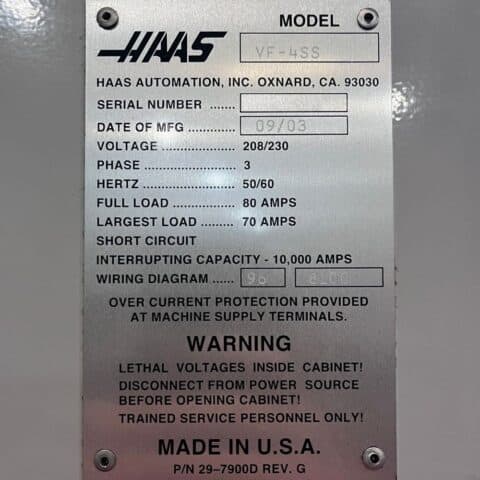 MODEL
HAAS VF-4SS
HAAS AUTOMATION, INC. OXNARD, CA. 93030
SERIAL NUMBER ......
DATE OF MFG ............. 09/03
VOLTAGE ................. 208/230
PHASE ..................... 3
HERTZ ..................... 50/60
FULL LOAD ............... 80 AMPS
LARGEST LOAD ......... 70 AMPS
SHORT CIRCUIT
INTERRUPTING CAPACITY - 10,000 AMPS
WIRING DIAGRAM ...... 96
OVER CURRENT PROTECTION PROVIDED
AT MACHINE SUPPLY TERMINALS.
WARNING
LETHAL VOLTAGES INSIDE CABINET!
DISCONNECT FROM POWER SOURCE
BEFORE OPENING CABINET!
TRAINED SERVICE PERSONNEL ONLY!
MADE IN U.S.A.
P/N 29-7900D REV. G